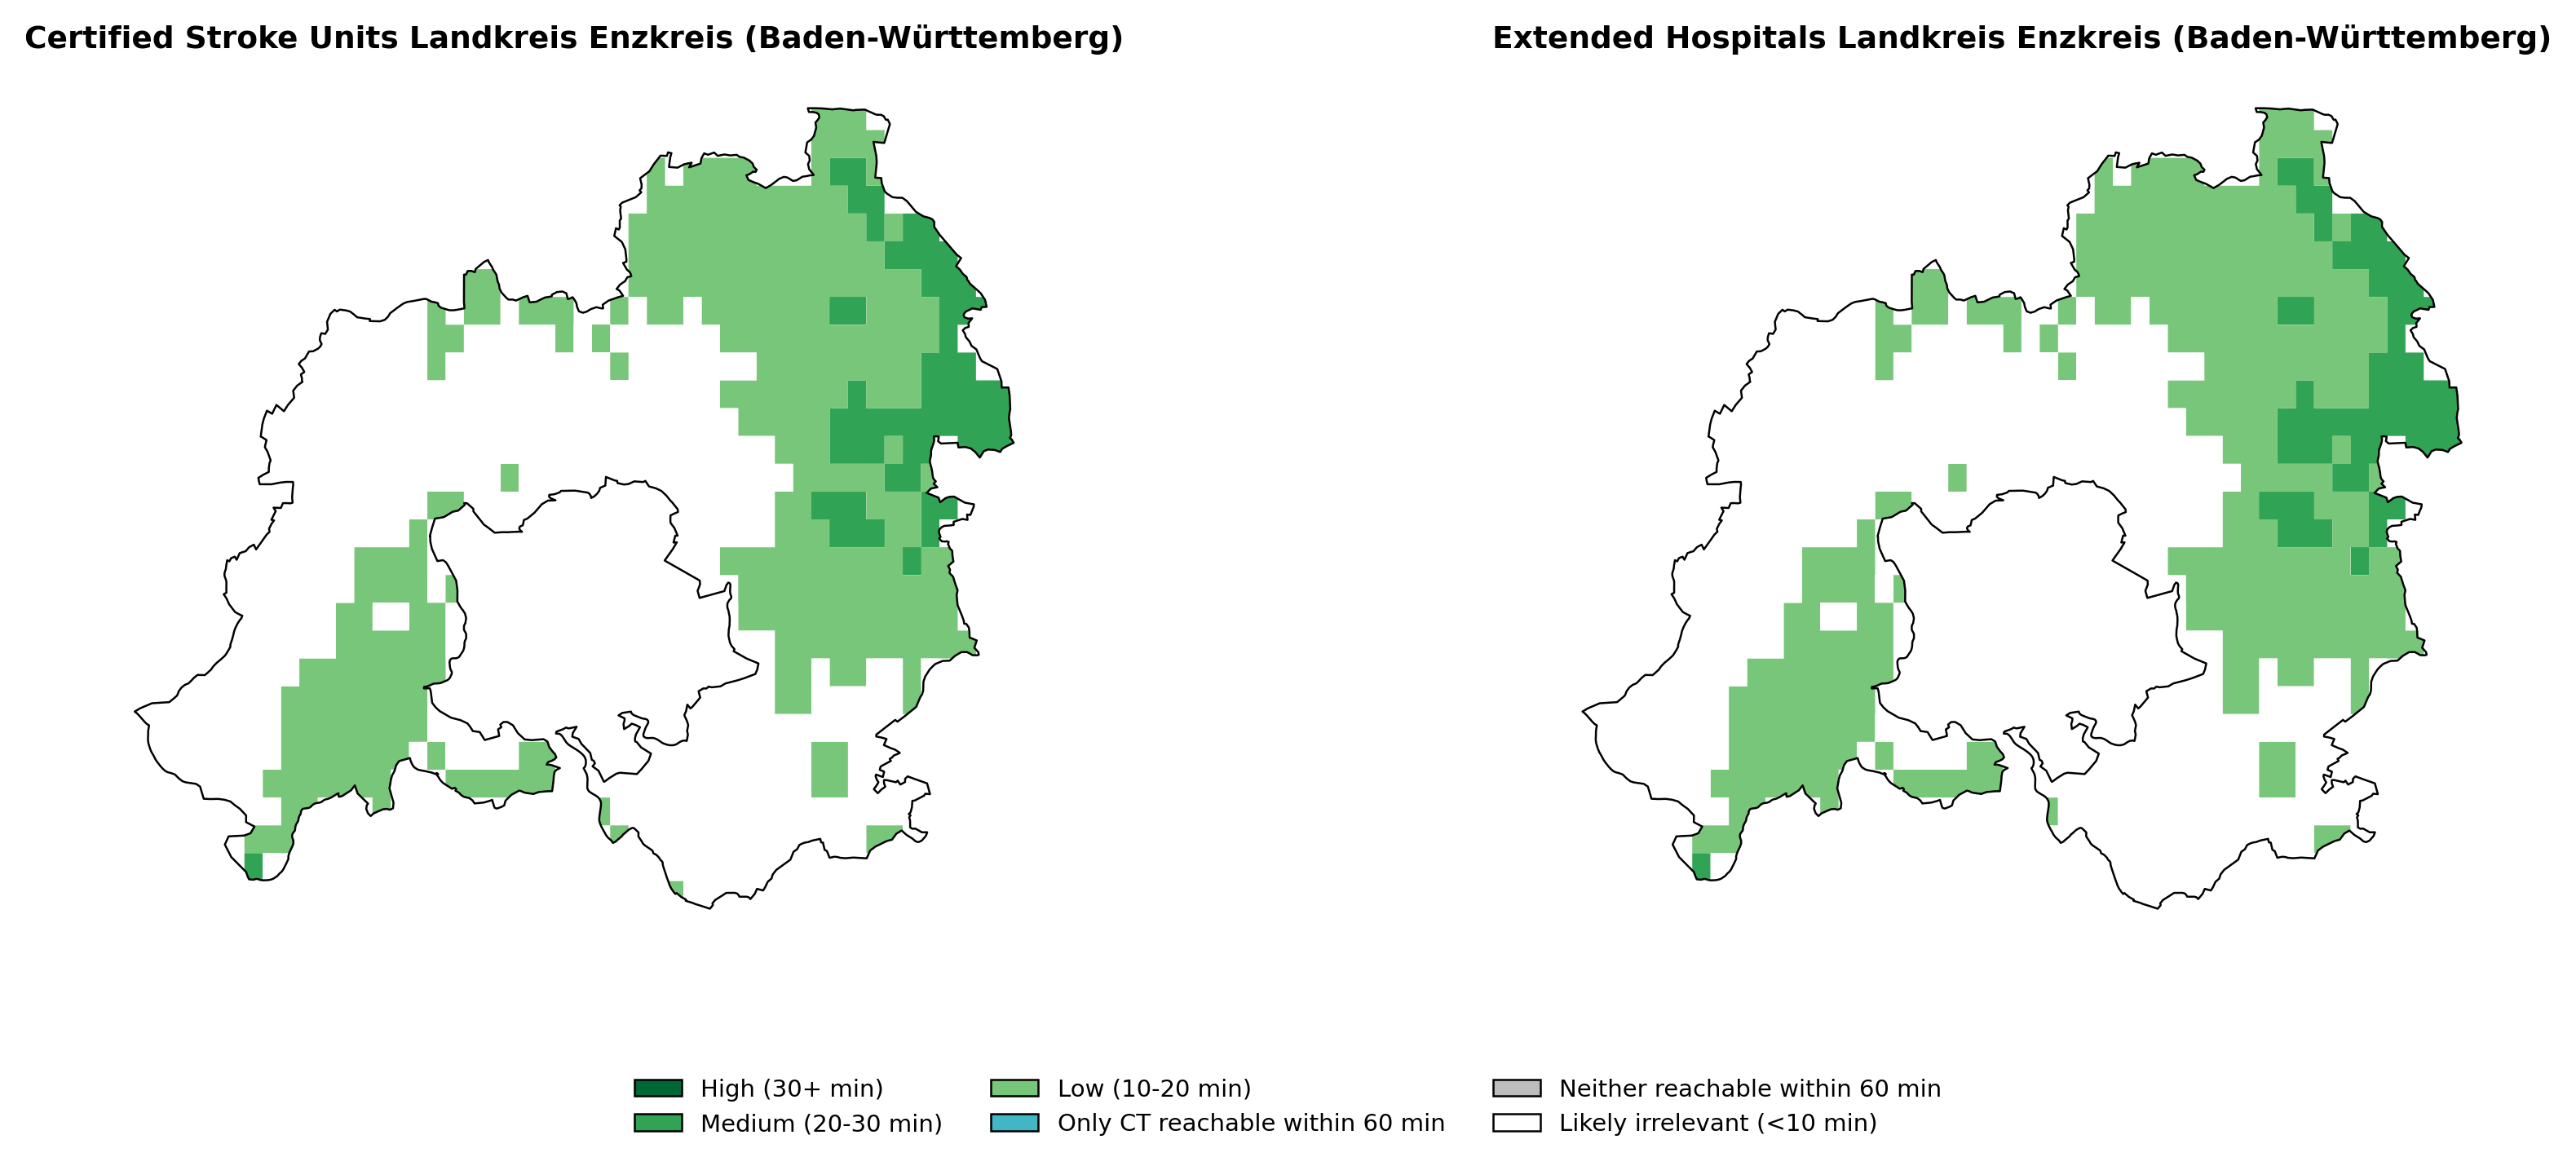 Certified Stroke Units Landkreis Enzkreis (Baden-Württemberg)
Extended Hospitals Landkreis Enzkreis (Baden-Württemberg)
High (30+ min)
Medium (20-30 min)
Low (10-20 min)
Only CT reachable within 60 min
Neither reachable within 60 min
Likely irrelevant (<10 min)